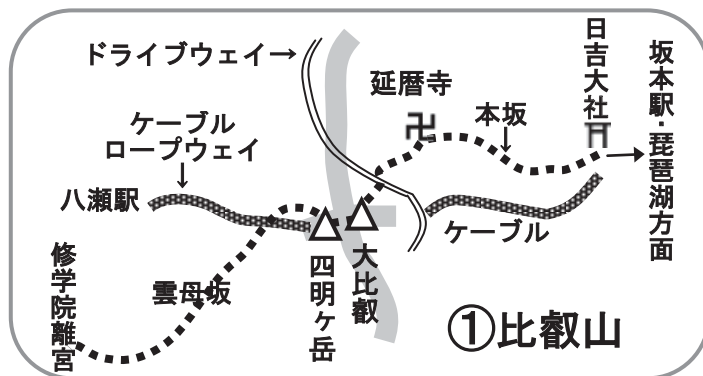 ドライブウェイ→
延暦寺
卍
本坂
日吉大社
坂本駅・琵琶湖方面
ケーブル
ロープウェイ
八瀬駅
ケーブル
修学院離宮
雲母坂
四明ヶ岳
大比叡
①比叡山